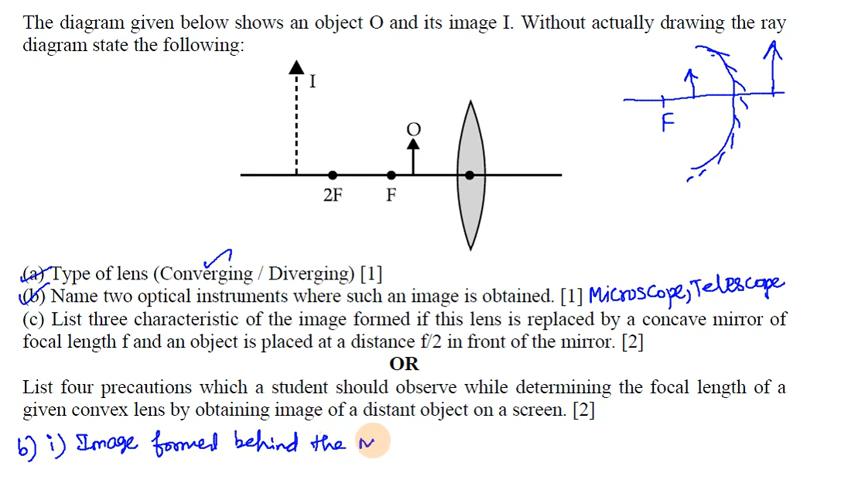 The diagram given below shows an object O and its image I. Without actually drawing the ray
diagram state the following:
I
O
2F
F
F
(a) Type of lens (Converging / Diverging) [1]
(b) Name two optical instruments where such an image is obtained. [1] Microscope, Telescope
(c) List three characteristic of the image formed if this lens is replaced by a concave mirror of
focal length f and an object is placed at a distance f/2 in front of the mirror. [2]
OR
List four precautions which a student should observe while determining the focal length of a
given convex lens by obtaining image of a distant object on a screen. [2]
b) i) Image formed behind the